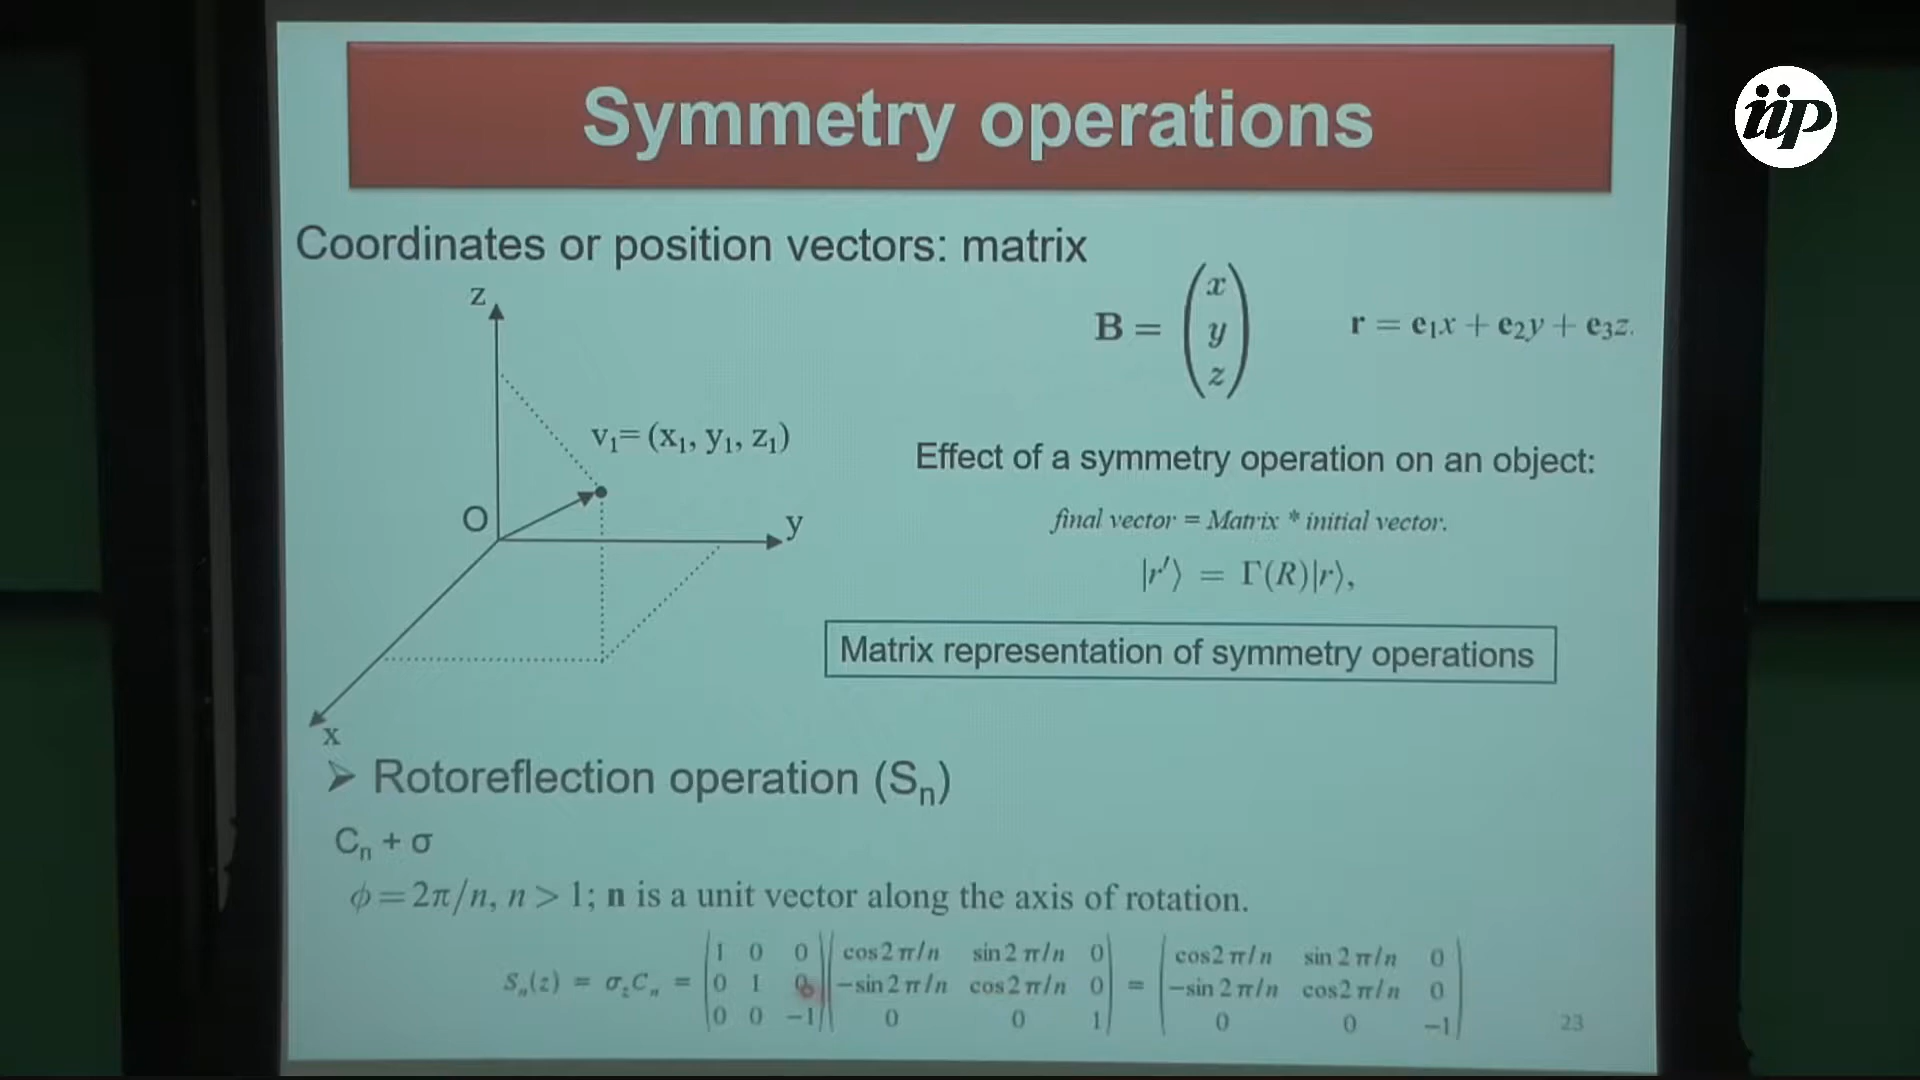 Symmetry operations
iip
Coordinates or position vectors: matrix
z
B = (x y z)
r = e₁x + e₂y + e₃z.
v₁= (x₁, y₁, z₁)
O
y
x
Effect of a symmetry operation on an object:
final vector = Matrix * initial vector.
|r′⟩ = Γ(R)|r⟩,
Matrix representation of symmetry operations
➤ Rotoreflection operation (Sₙ)
Cₙ + σ
ϕ = 2π/n, n > 1; n is a unit vector along the axis of rotation.
1 0 0 cos2π/n sin2π/n 0 cos2π/n sin2π/n 0
Sₙ(z) = σ_zCₙ = 0 1 0 −sin2π/n cos2π/n 0 = −sin2π/n cos2π/n 0
0 0 −1 0 0 1 0 0 −1
23